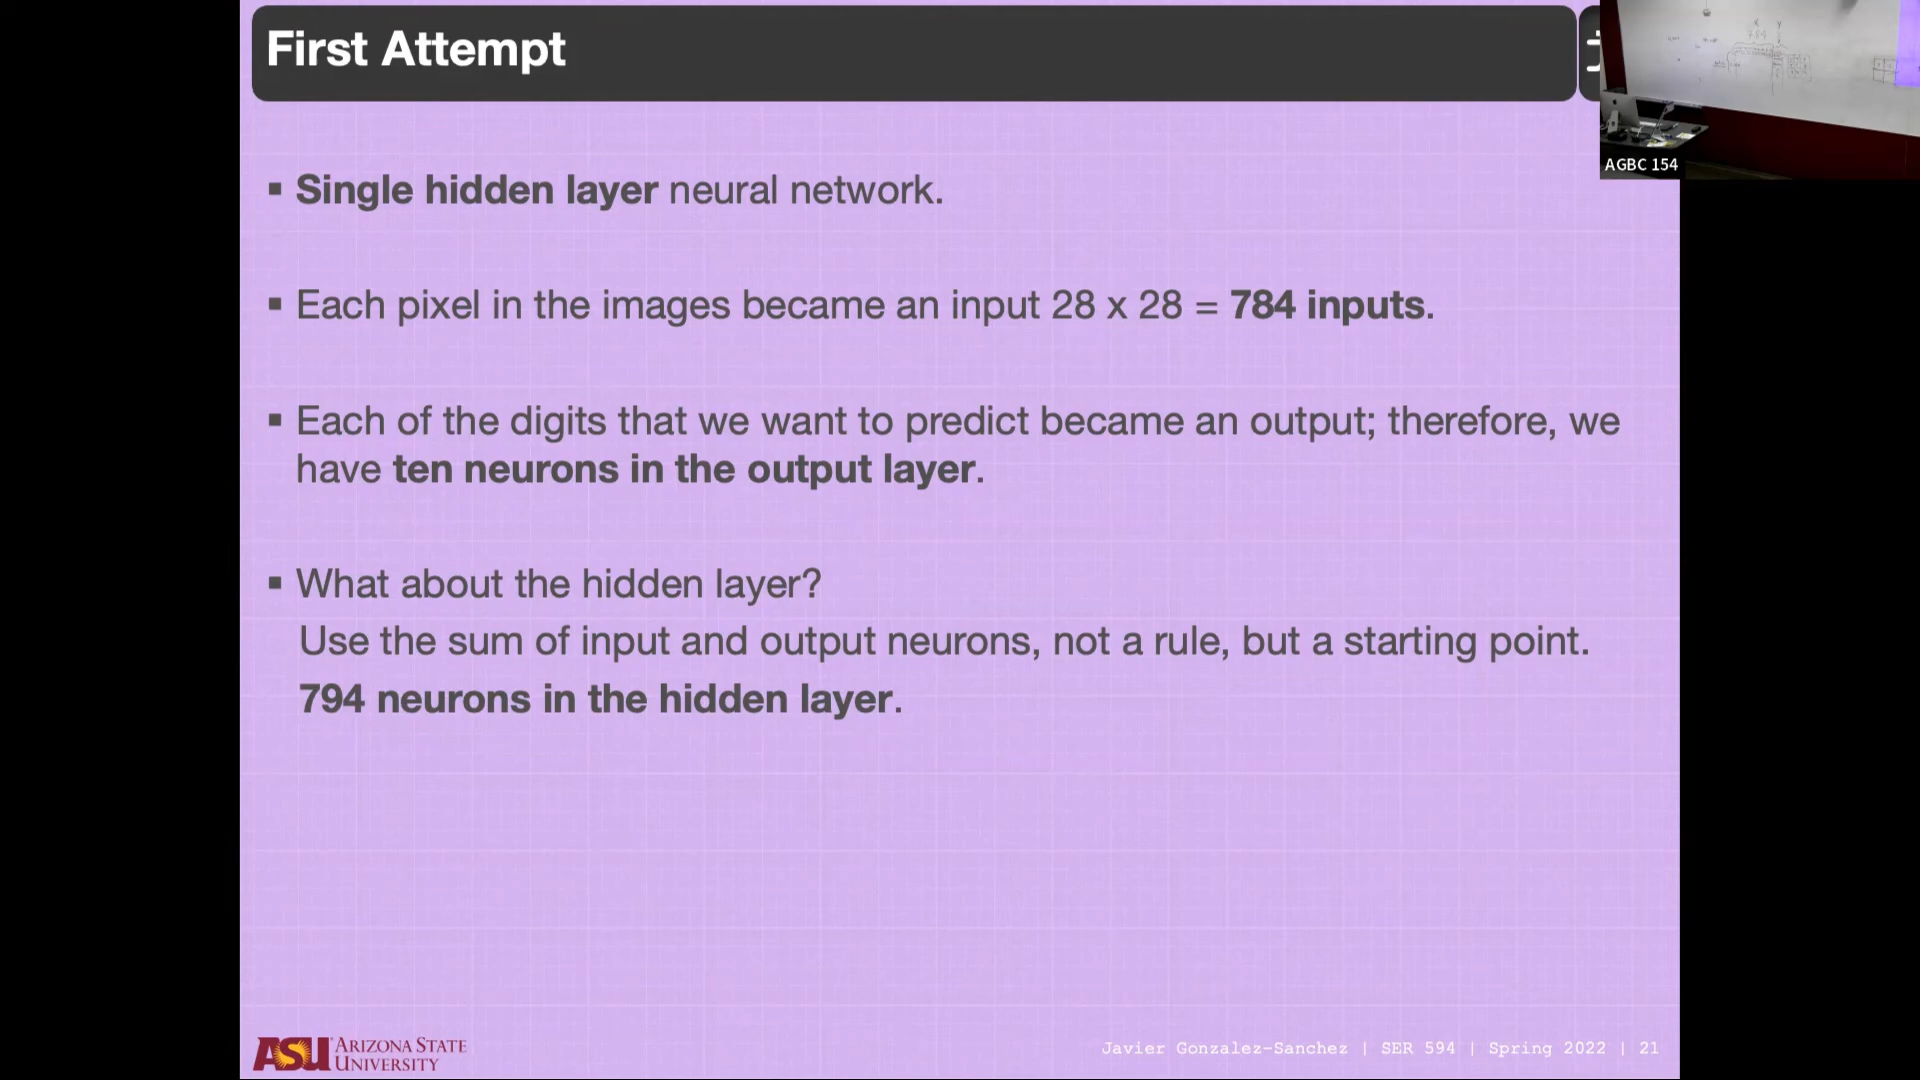 First Attempt
▪ Single hidden layer neural network.
▪ Each pixel in the images became an input 28 x 28 = 784 inputs.
▪ Each of the digits that we want to predict became an output; therefore, we
have ten neurons in the output layer.
▪ What about the hidden layer?
Use the sum of input and output neurons, not a rule, but a starting point.
794 neurons in the hidden layer.
784
AGBC 154
ASU ARIZONA STATE
UNIVERSITY
Javier Gonzalez-Sanchez | SER 594 | Spring 2022 | 21